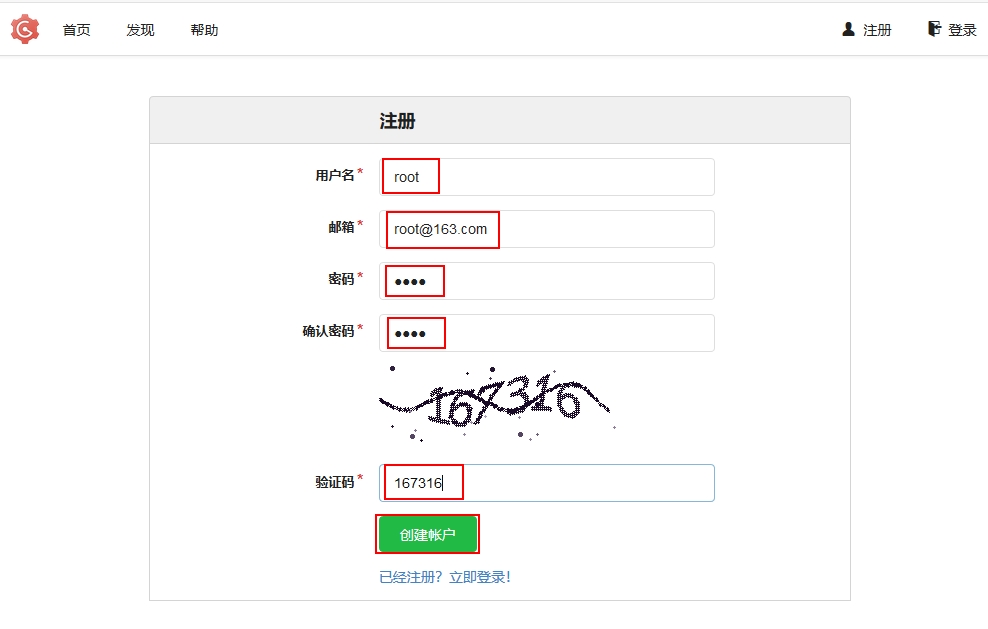 首页 发现 帮助 注册 登录
注册
用户名* root
邮箱* root@163.com
密码* ●●●●
确认密码* ●●●●
167316
验证码* 167316
创建帐户
已经注册？立即登录!